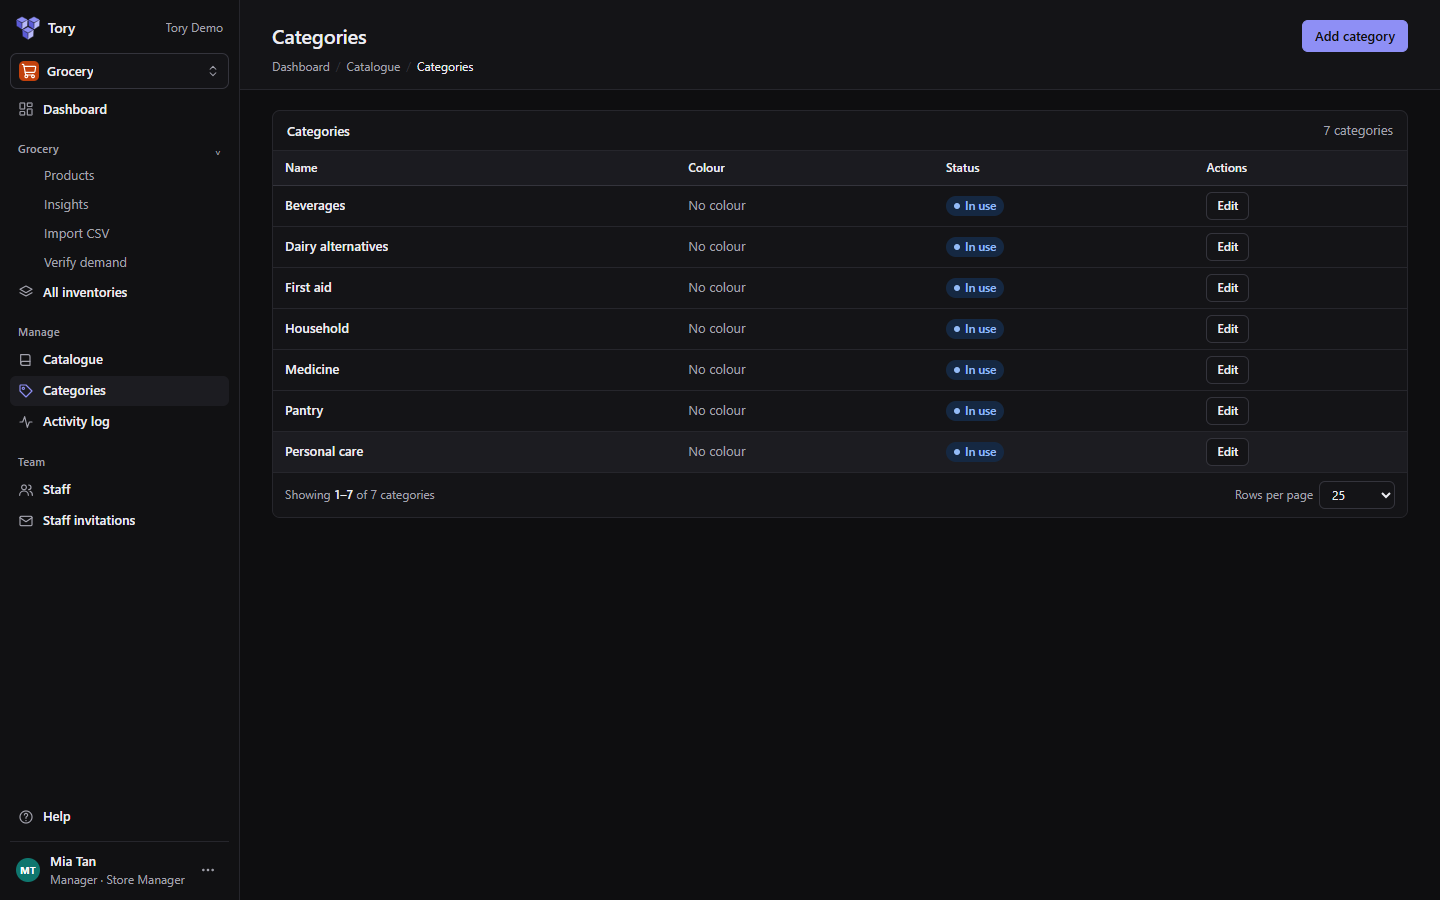 Tory Tory Demo
Grocery
Dashboard
Grocery
Products
Insights
Import CSV
Verify demand
All inventories
Manage
Catalogue
Categories
Activity log
Team
Staff
Staff invitations
Help
MT
Mia Tan
Manager · Store Manager
Categories
Dashboard / Catalogue / Categories
Add category
Categories 7 categories
Name Colour Status Actions
Beverages No colour In use Edit
Dairy alternatives No colour In use Edit
First aid No colour In use Edit
Household No colour In use Edit
Medicine No colour In use Edit
Pantry No colour In use Edit
Personal care No colour In use Edit
Showing 1–7 of 7 categories Rows per page 25